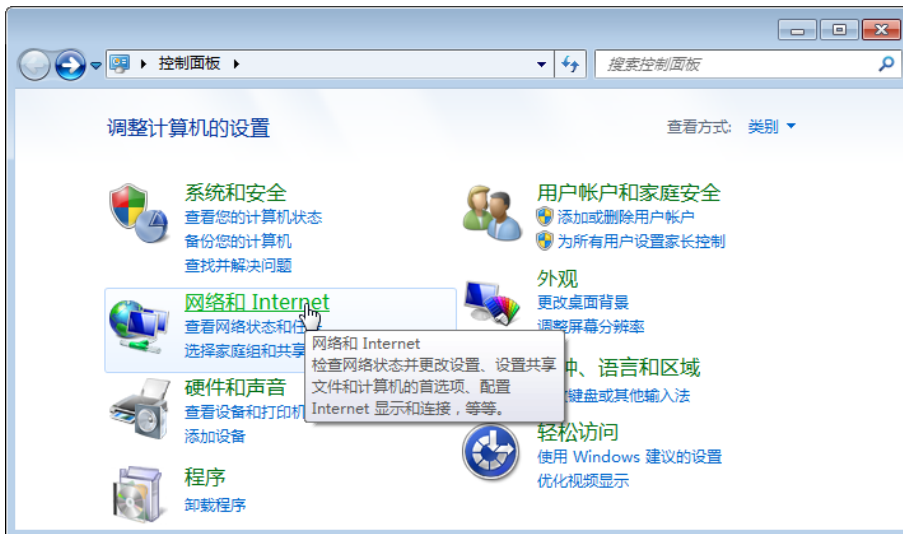 控制面板
搜索控制面板
调整计算机的设置
查看方式: 类别
系统和安全
查看您的计算机状态
备份您的计算机
查找并解决问题
网络和 Internet
查看网络状态和任务
选择家庭组和共享
网络和 Internet
检查网络状态并更改设置、设置共享
文件和计算机的首选项、配置
Internet 显示和连接，等等。
硬件和声音
查看设备和打印机
添加设备
程序
卸载程序
用户帐户和家庭安全
添加或删除用户帐户
为所有用户设置家长控制
外观
更改桌面背景
调整屏幕分辨率
钟、语言和区域
键盘或其他输入法
轻松访问
使用 Windows 建议的设置
优化视频显示